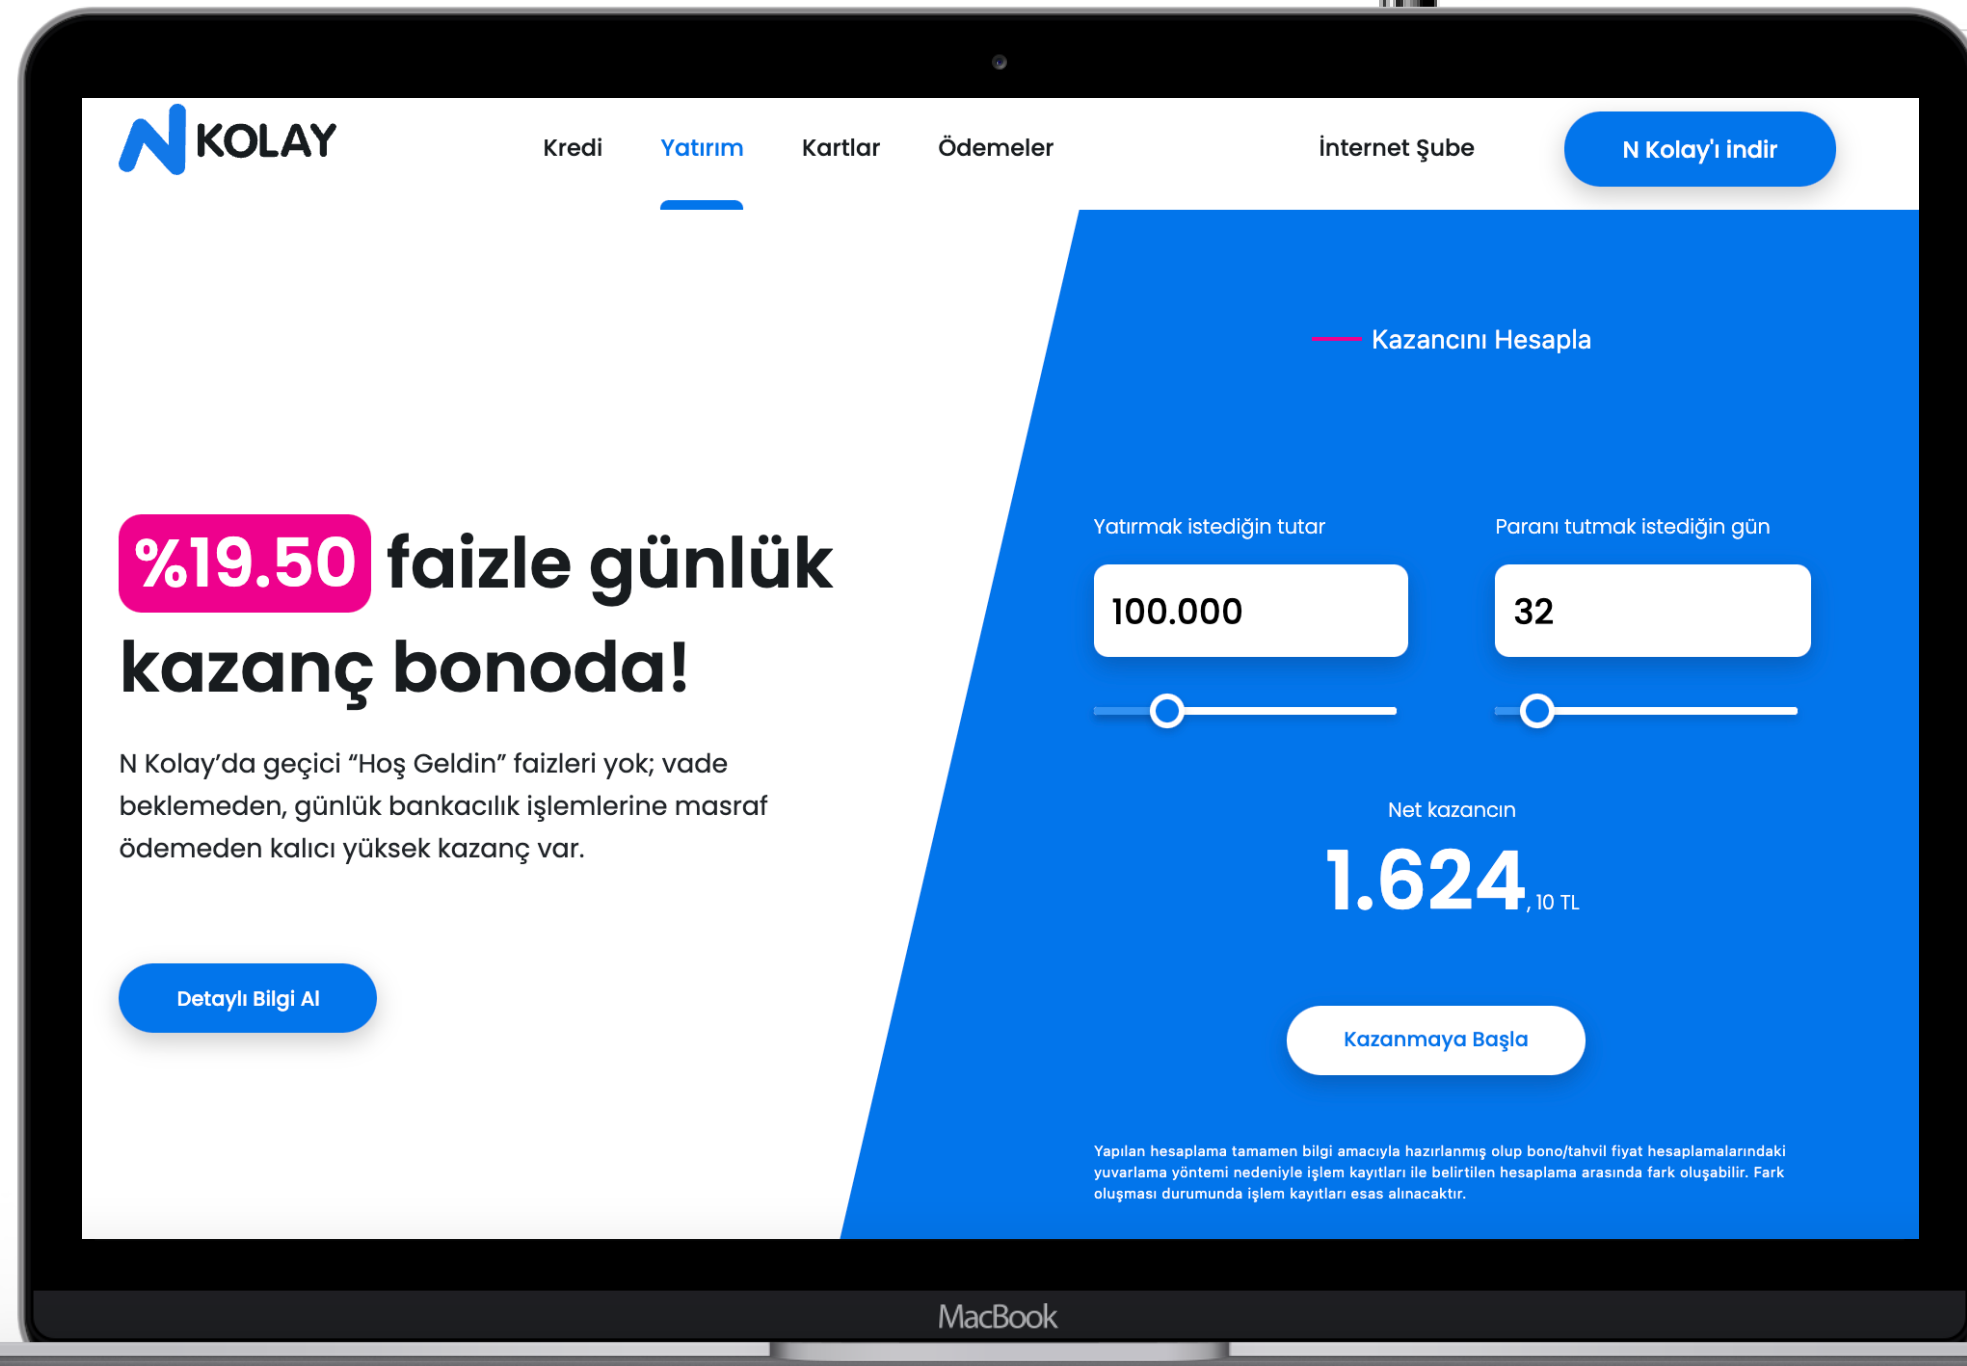 N KOLAY
Kredi Yatırım Kartlar Ödemeler İnternet Şube N Kolay'ı indir
%19.50 faizle günlük
kazanç bonoda!
N Kolay’da geçici “Hoş Geldin” faizleri yok; vade
beklemeden, günlük bankacılık işlemlerine masraf
ödemeden kalıcı yüksek kazanç var.
Detaylı Bilgi Al
Kazancını Hesapla
Yatırmak istediğin tutar Paranı tutmak istediğin gün
100.000 32
Net kazancın
1.624, 10 TL
Kazanmaya Başla
Yapılan hesaplama tamamen bilgi amacıyla hazırlanmış olup bono/tahvil fiyat hesaplamalarındaki
yuvarlama yöntemi nedeniyle işlem kayıtları ile belirtilen hesaplama arasında fark oluşabilir. Fark
oluşması durumunda işlem kayıtları esas alınacaktır.
MacBook